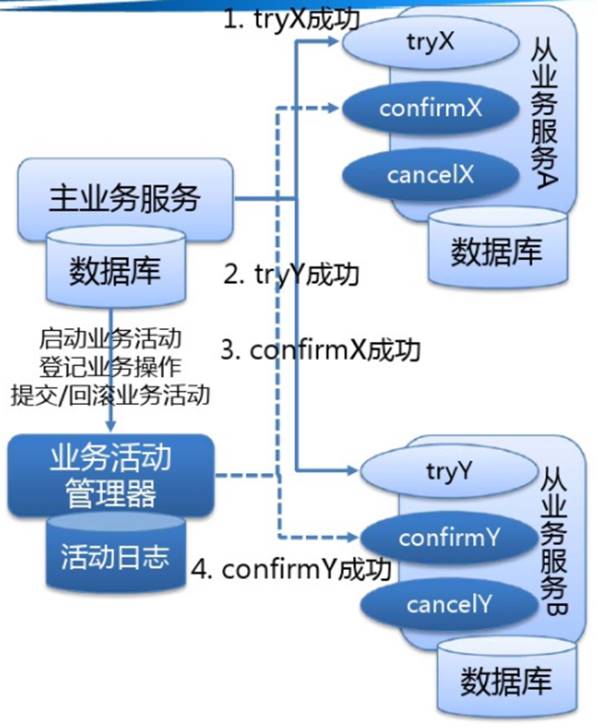 1. tryX成功
tryX
confirmX
cancelX
从业务服务A
数据库
主业务服务
数据库
2. tryY成功
启动业务活动
登记业务操作
提交/回滚业务活动
3. confirmX成功
业务活动
管理器
活动日志
tryY
confirmY
cancelY
从业务服务B
4. confirmY成功
数据库